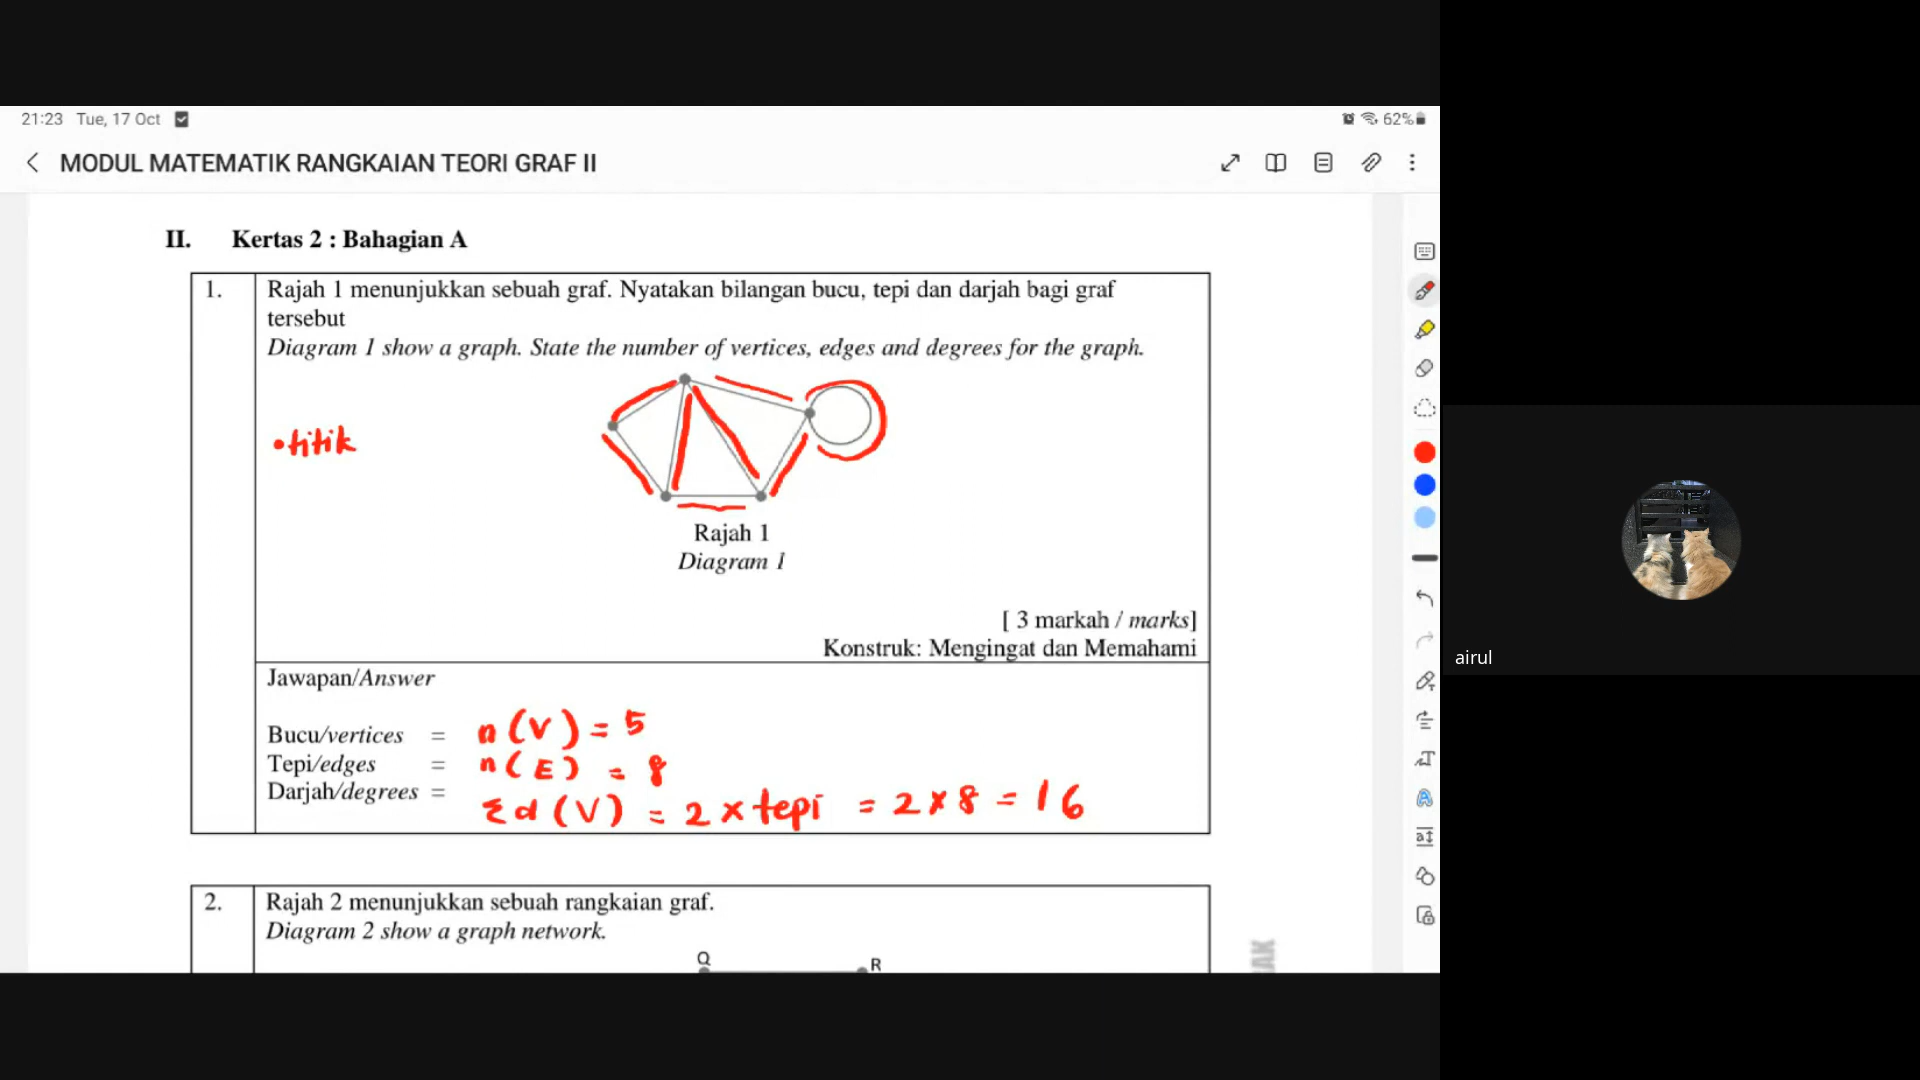 21:23 Tue, 17 Oct
62%
MODUL MATEMATIK RANGKAIAN TEORI GRAF II
II. Kertas 2 : Bahagian A
1. Rajah 1 menunjukkan sebuah graf. Nyatakan bilangan bucu, tepi dan darjah bagi graf
tersebut
Diagram 1 show a graph. State the number of vertices, edges and degrees for the graph.
•titik
Rajah 1
Diagram 1
[ 3 markah / marks]
Konstruk: Mengingat dan Memahami
Jawapan/Answer
Bucu/vertices = n(V) = 5
Tepi/edges = n(E) = 8
Darjah/degrees = Σd(V) = 2 × tepi = 2 × 8 = 16
2. Rajah 2 menunjukkan sebuah rangkaian graf.
Diagram 2 show a graph network.
Q
R
airul